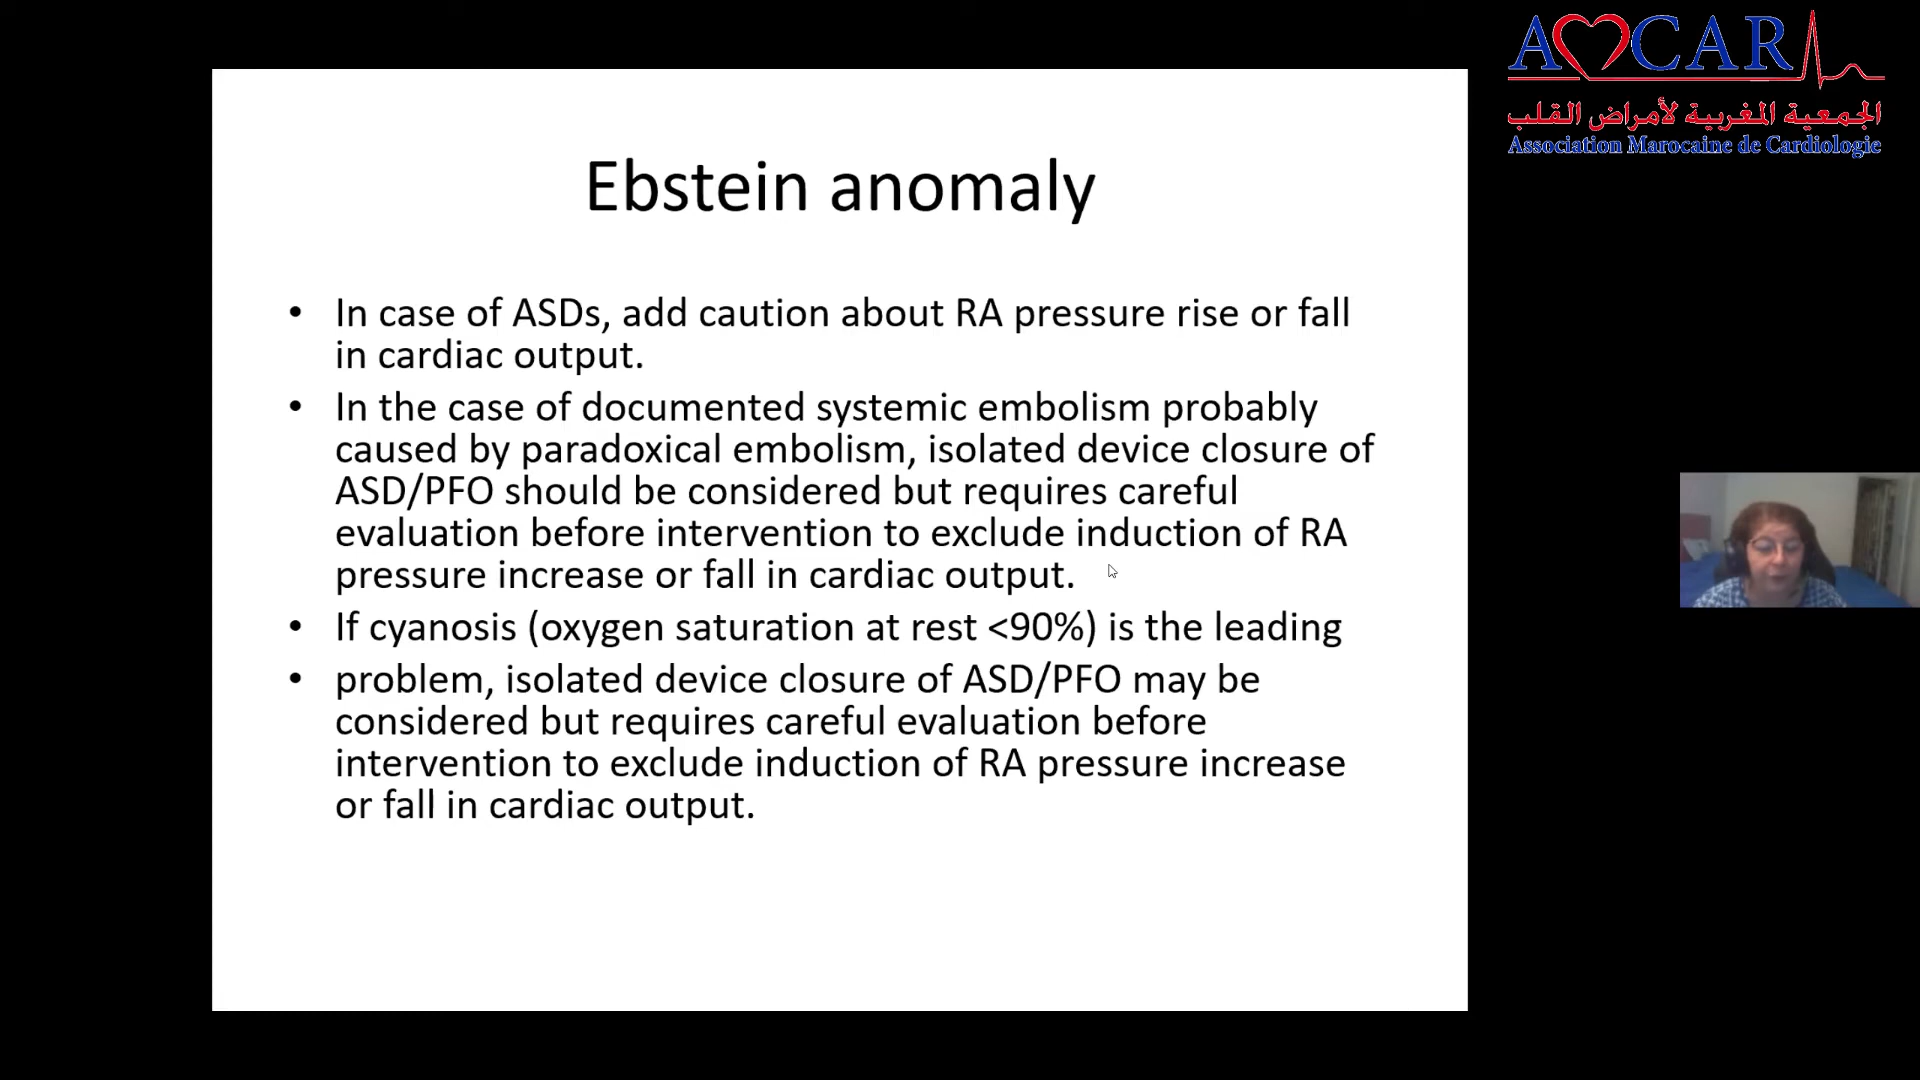 AMCAR
الجمعية المغربية لأمراض القلب
Association Marocaine de Cardiologie
Ebstein anomaly
• In case of ASDs, add caution about RA pressure rise or fall
in cardiac output.
• In the case of documented systemic embolism probably
caused by paradoxical embolism, isolated device closure of
ASD/PFO should be considered but requires careful
evaluation before intervention to exclude induction of RA
pressure increase or fall in cardiac output.
• If cyanosis (oxygen saturation at rest <90%) is the leading
• problem, isolated device closure of ASD/PFO may be
considered but requires careful evaluation before
intervention to exclude induction of RA pressure increase
or fall in cardiac output.